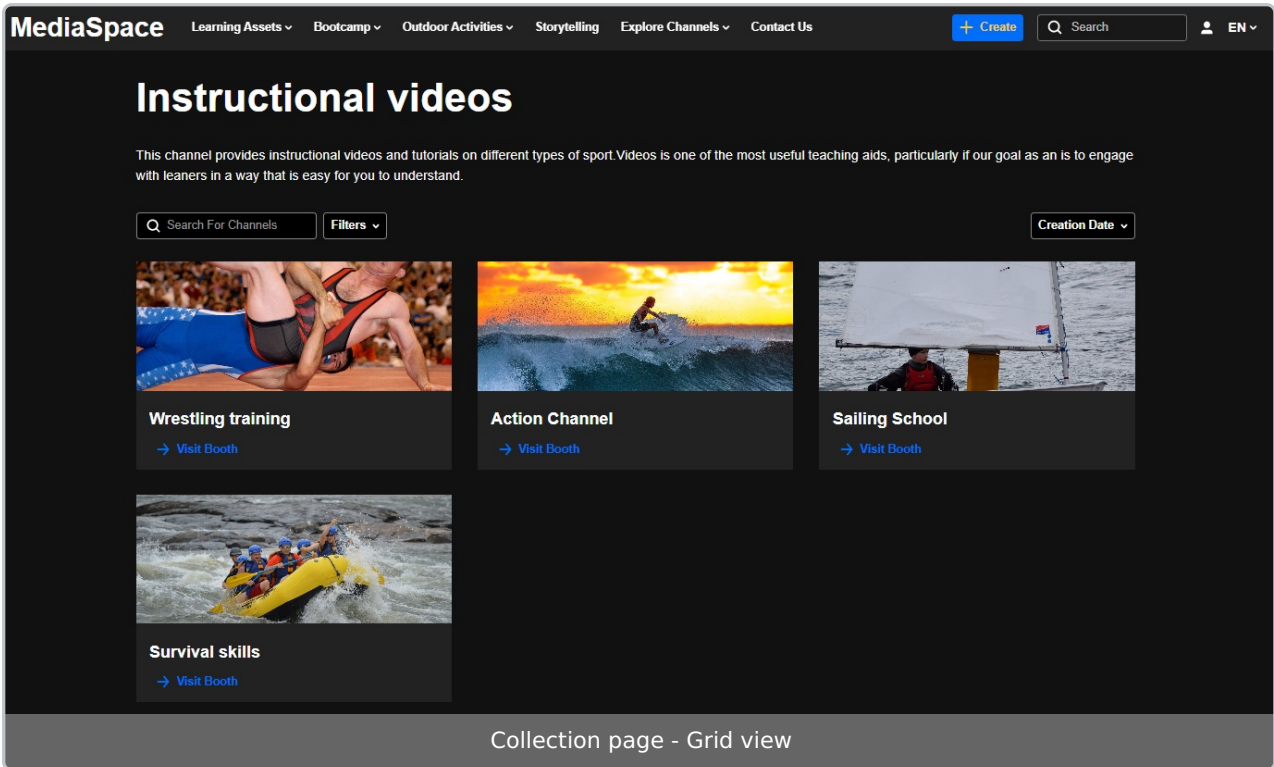 MediaSpace Learning Assets Bootcamp Outdoor Activities Storytelling Explore Channels Contact Us + Create Search EN
Instructional videos
This channel provides instructional videos and tutorials on different types of sport.Videos is one of the most useful teaching aids, particularly if our goal as an is to engage
with leaners in a way that is easy for you to understand.
Search For Channels Filters Creation Date
Wrestling training Action Channel Sailing School
Visit Booth Visit Booth Visit Booth
Survival skills
Visit Booth
Collection page - Grid view